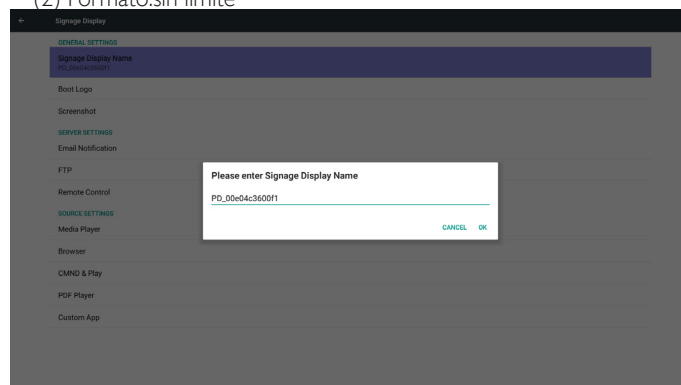 (2) Formato:sin límite
Signage Display
GENERAL SETTINGS
Signage Display Name
PD_00e04c3600f1
Boot Logo
Screenshot
SERVER SETTINGS
Email Notification
FTP
Remote Control
SOURCE SETTINGS
Media Player
Browser
CMND & Play
PDF Player
Custom App
Please enter Signage Display Name
PD_00e04c3600f1
CANCEL OK